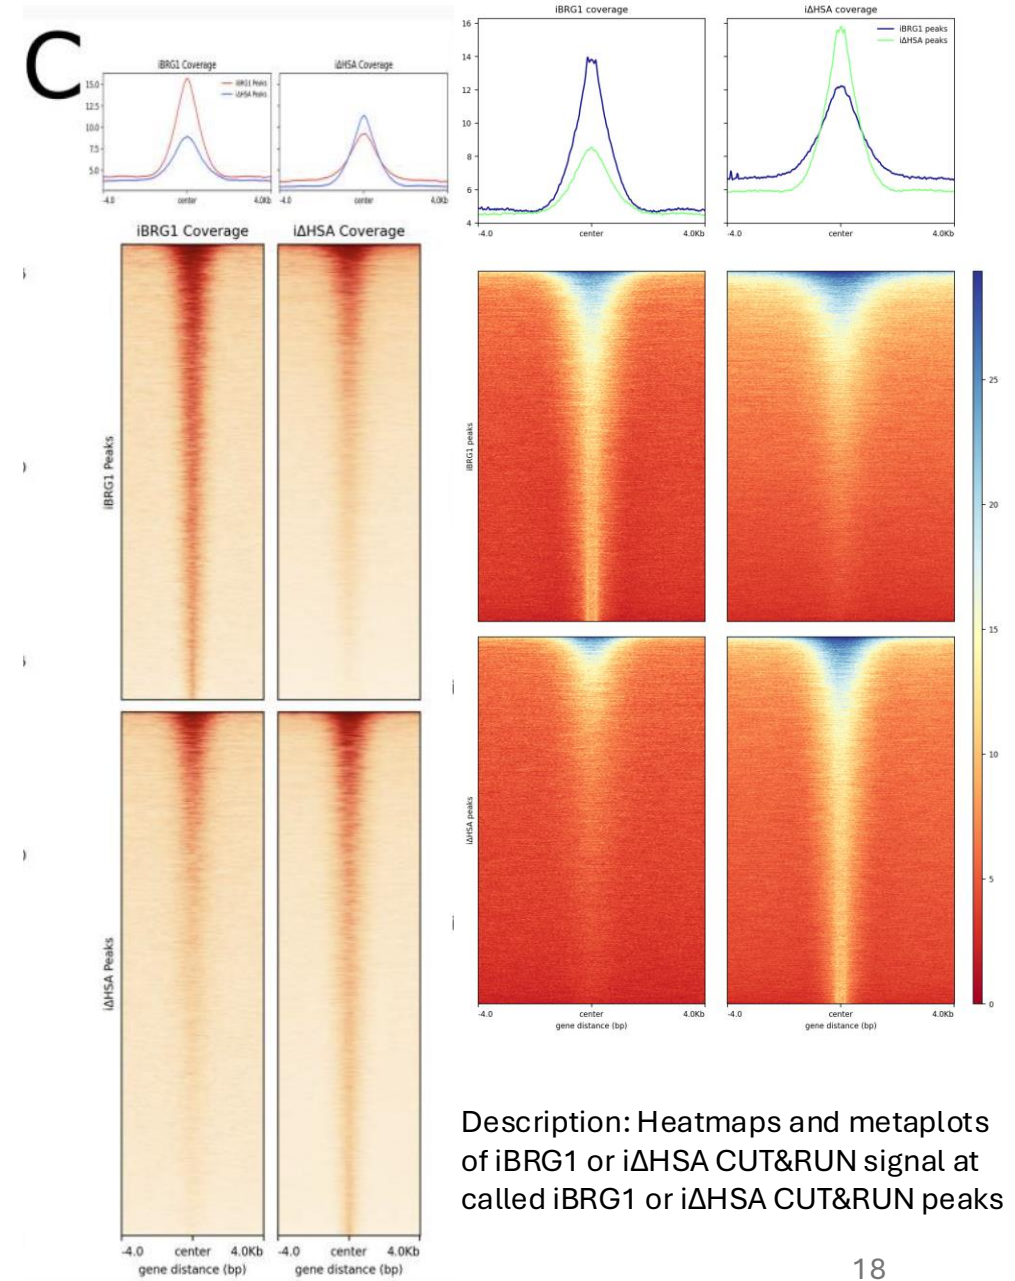 C
iBRG1 Coverage
iΔHSA Coverage
15.0
12.5
10.0
7.5
5.0
iBRG1 Peaks
iΔHSA Peaks
-4.0
center
4.0Kb
-4.0
center
4.0Kb
iBRG1 Coverage
iΔHSA Coverage
iBRG1 Peaks
iΔHSA Peaks
-4.0
center
4.0Kb
gene distance (bp)
-4.0
center
4.0Kb
gene distance (bp)
iBRG1 coverage
iΔHSA coverage
16
14
12
10
8
6
4
iBRG1 peaks
iΔHSA peaks
-4.0
center
4.0Kb
-4.0
center
4.0Kb
iBRG1 peaks
iΔHSA peaks
25
20
15
10
5
0
-4.0
center
4.0Kb
gene distance (bp)
-4.0
center
4.0Kb
gene distance (bp)
Description: Heatmaps and metaplots
of iBRG1 or iΔHSA CUT&RUN signal at
called iBRG1 or iΔHSA CUT&RUN peaks
18